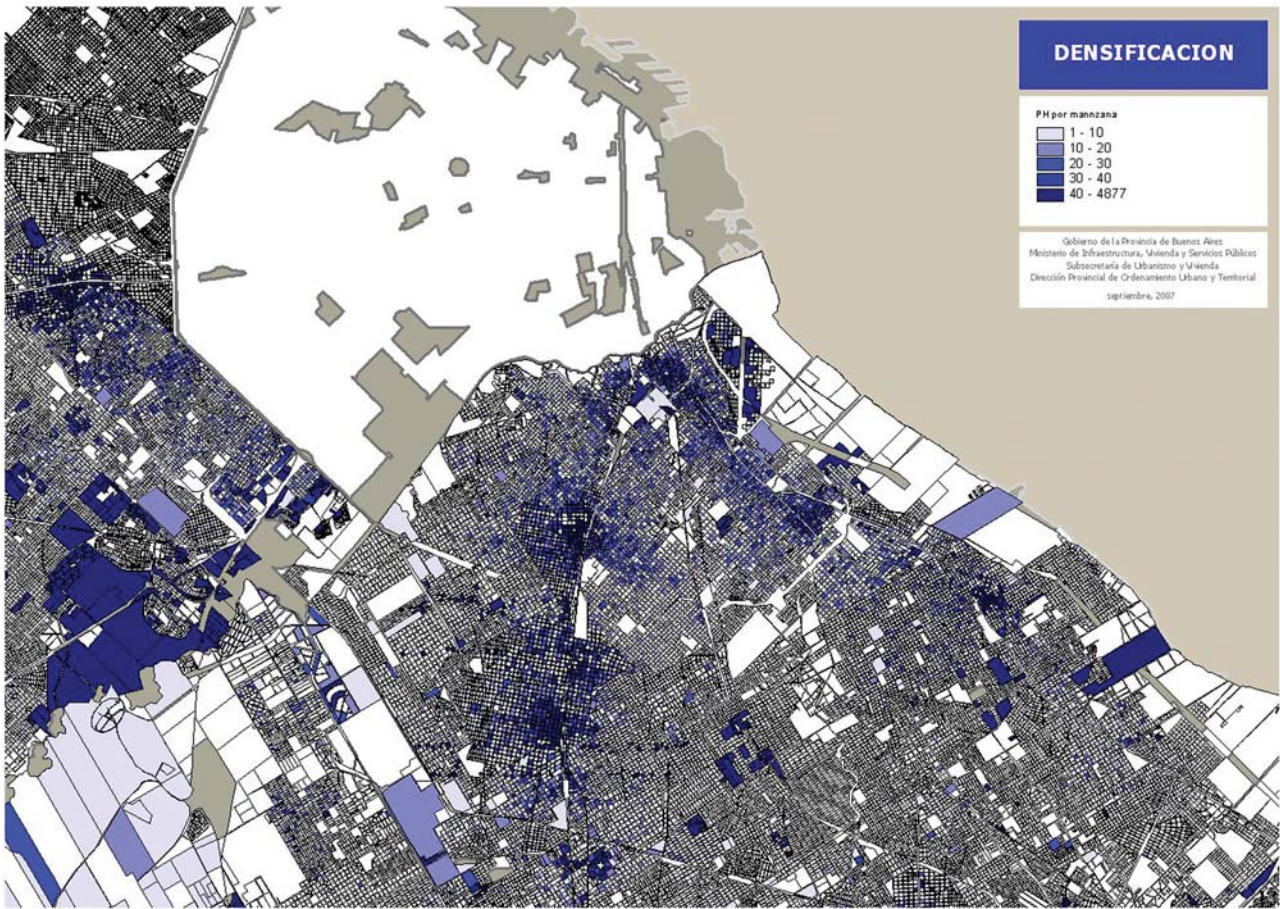 DENSIFICACION
PH por mannzana
1 - 10
10 - 20
20 - 30
30 - 40
40 - 4877
Gobierno de la Provincia de Buenos Aires
Ministerio de Infraestructura, Vivienda y Servicios Públicos
Subsecretaría de Urbanismo y Vivienda
Dirección Provincial de Ordenamiento Urbano y Territorial
septiembre, 2007